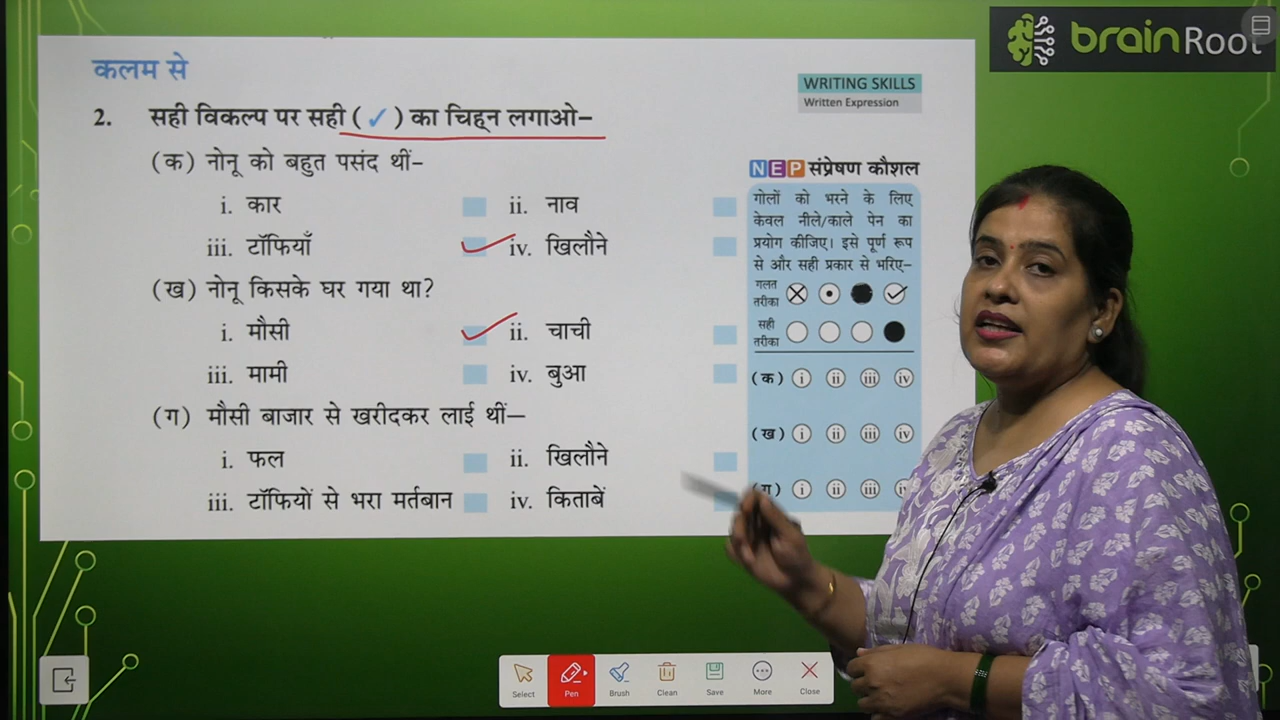 brainRoot
कलम से
WRITING SKILLS
Written Expression
2. सही विकल्प पर सही (✓) का चिह्न लगाओ–
(क) नोनू को बहुत पसंद थीं–
i. कार ii. नाव
iii. टॉफियाँ iv. खिलौने
(ख) नोनू किसके घर गया था?
i. मौसी ii. चाची
iii. मामी iv. बुआ
(ग) मौसी बाजार से खरीदकर लाई थीं–
i. फल ii. खिलौने
iii. टॉफियों से भरा मर्तबान iv. किताबें
NEP संप्रेषण कौशल
गोलों को भरने के लिए
केवल नीले/काले पेन का
प्रयोग कीजिए। इसे पूर्ण रूप
से और सही प्रकार से भरिए–
गलत
तरीका
सही
तरीका
(क) i ii iii iv
(ख) i ii iii iv
(ग) i ii iii
Select Pen Brush Clean Save More Close